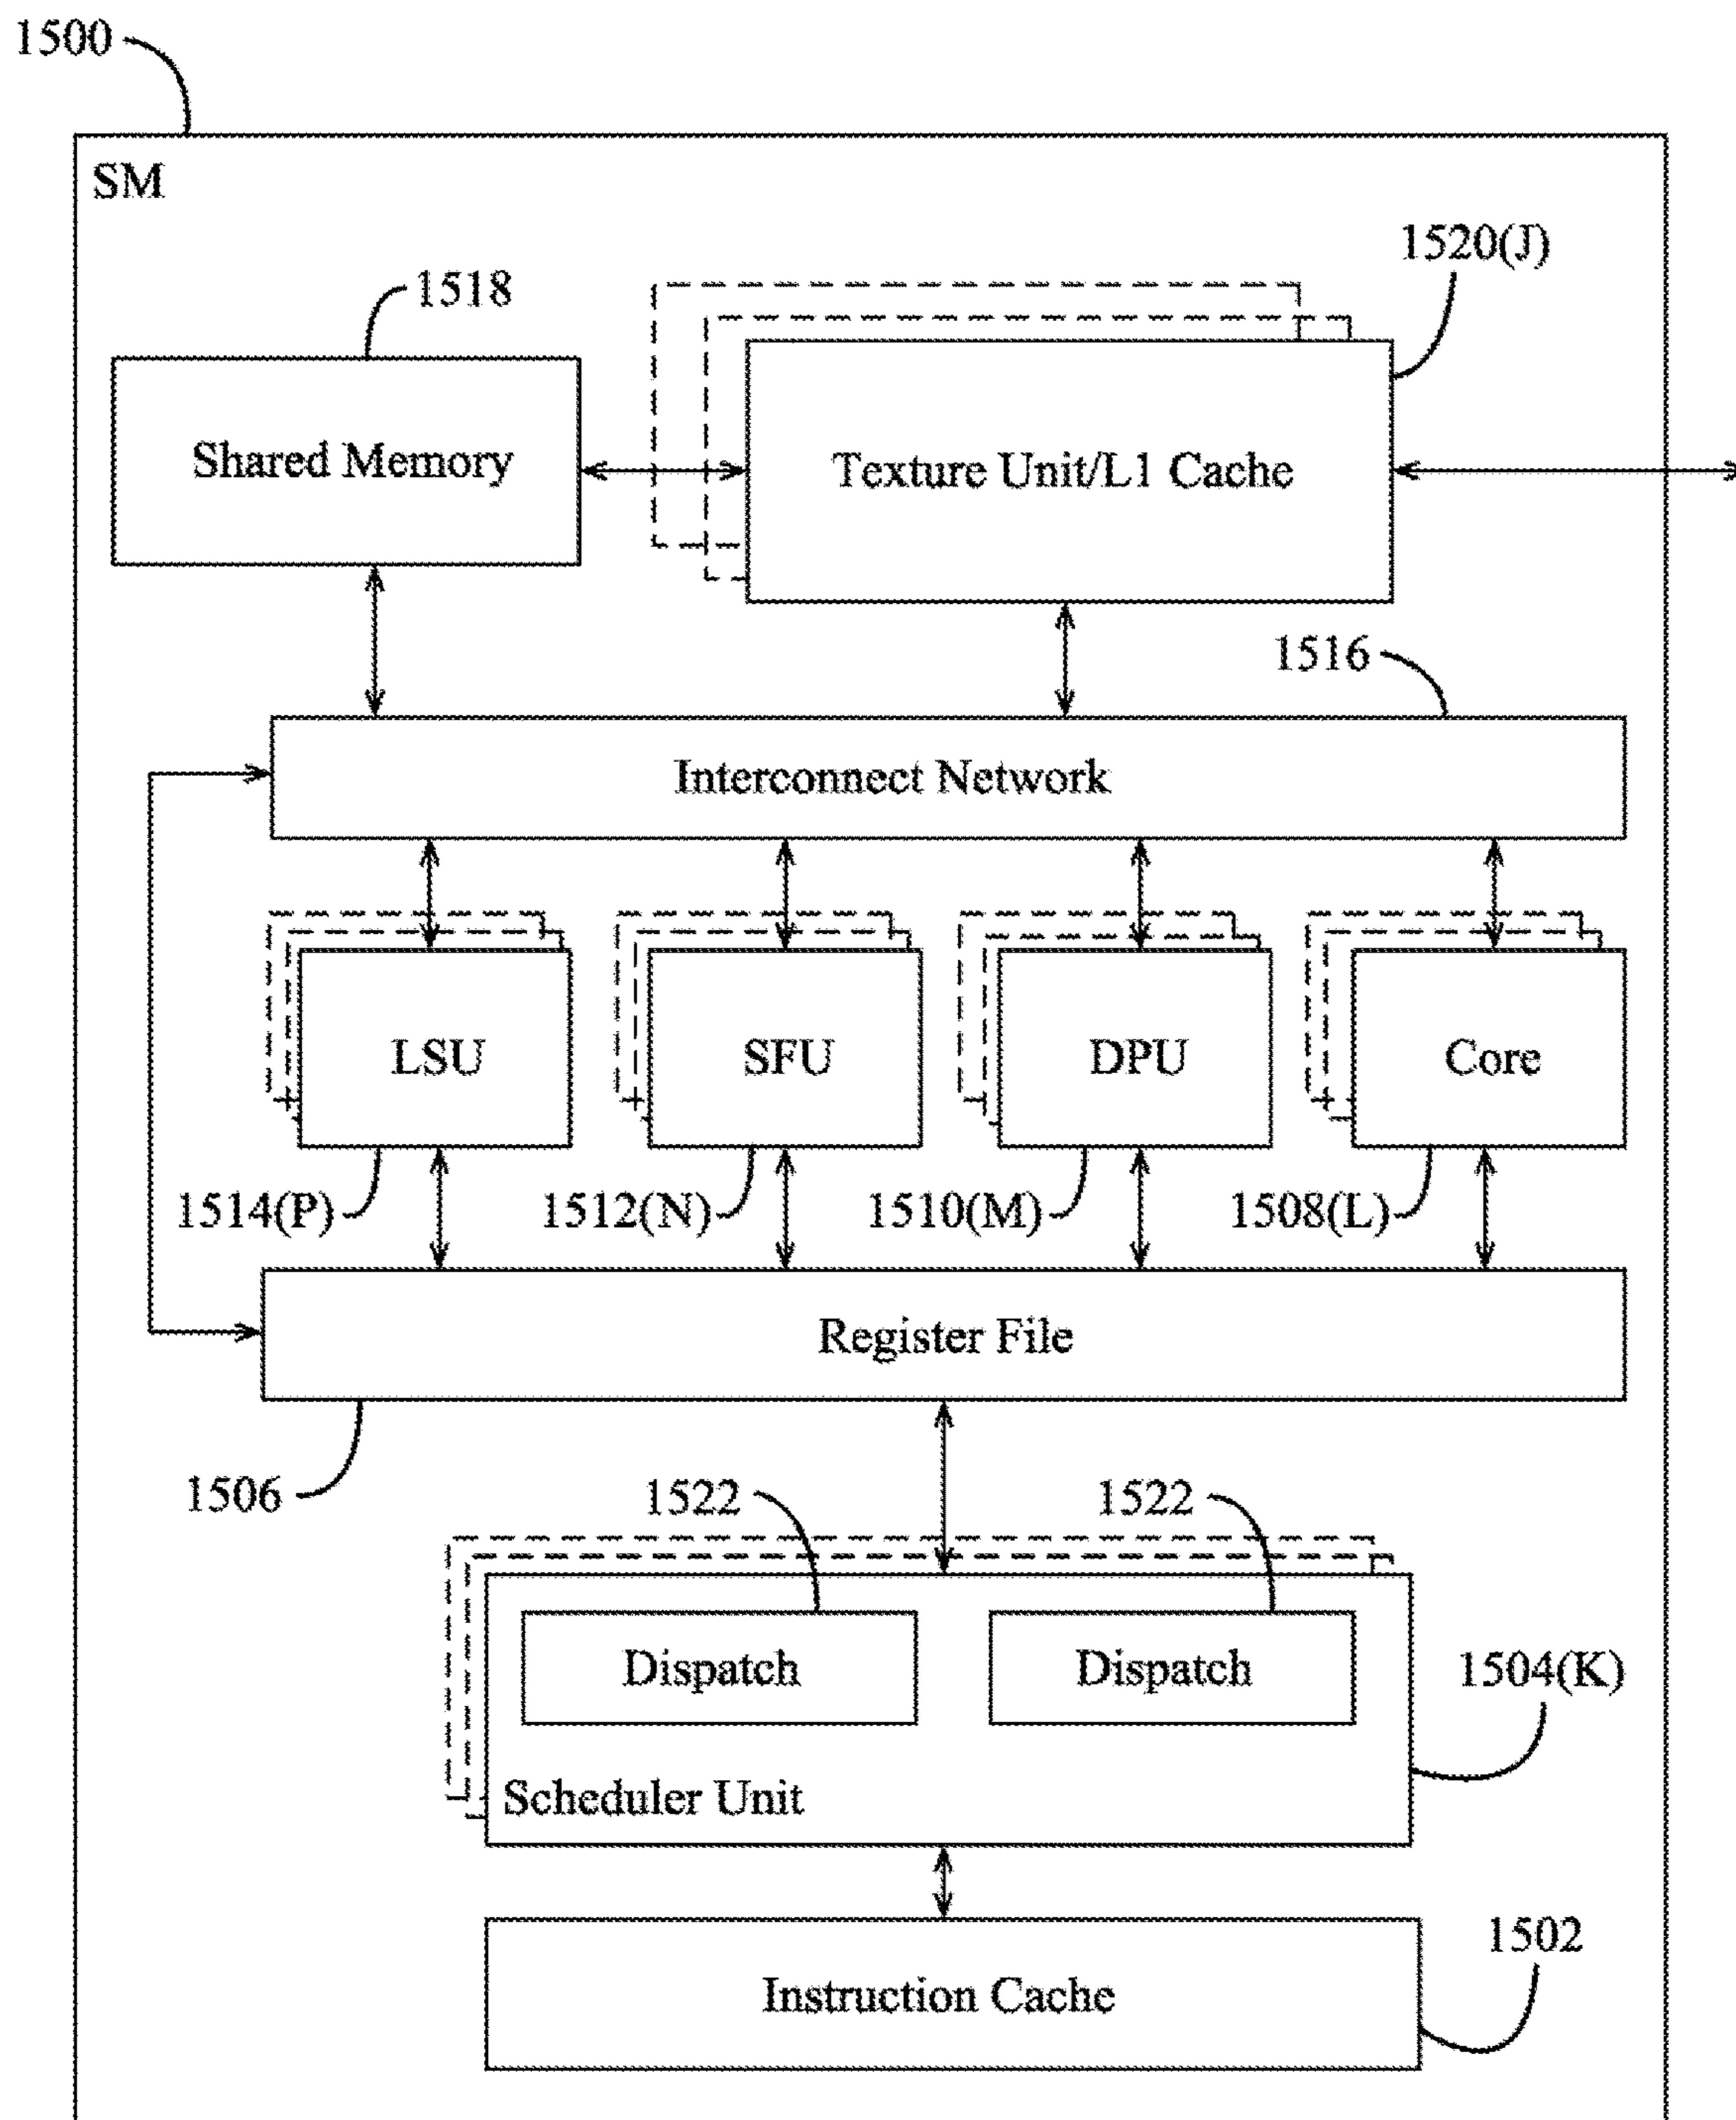 1500
SM
1520(J)
1518
Shared Memory
Texture Unit/L1 Cache
1516
Interconnect Network
LSU
SFU
DPU
Core
1514(P)
1512(N)
1510(M)
1508(L)
Register File
1506
1522
1522
Dispatch
Dispatch
1504(K)
Scheduler Unit
1502
Instruction Cache